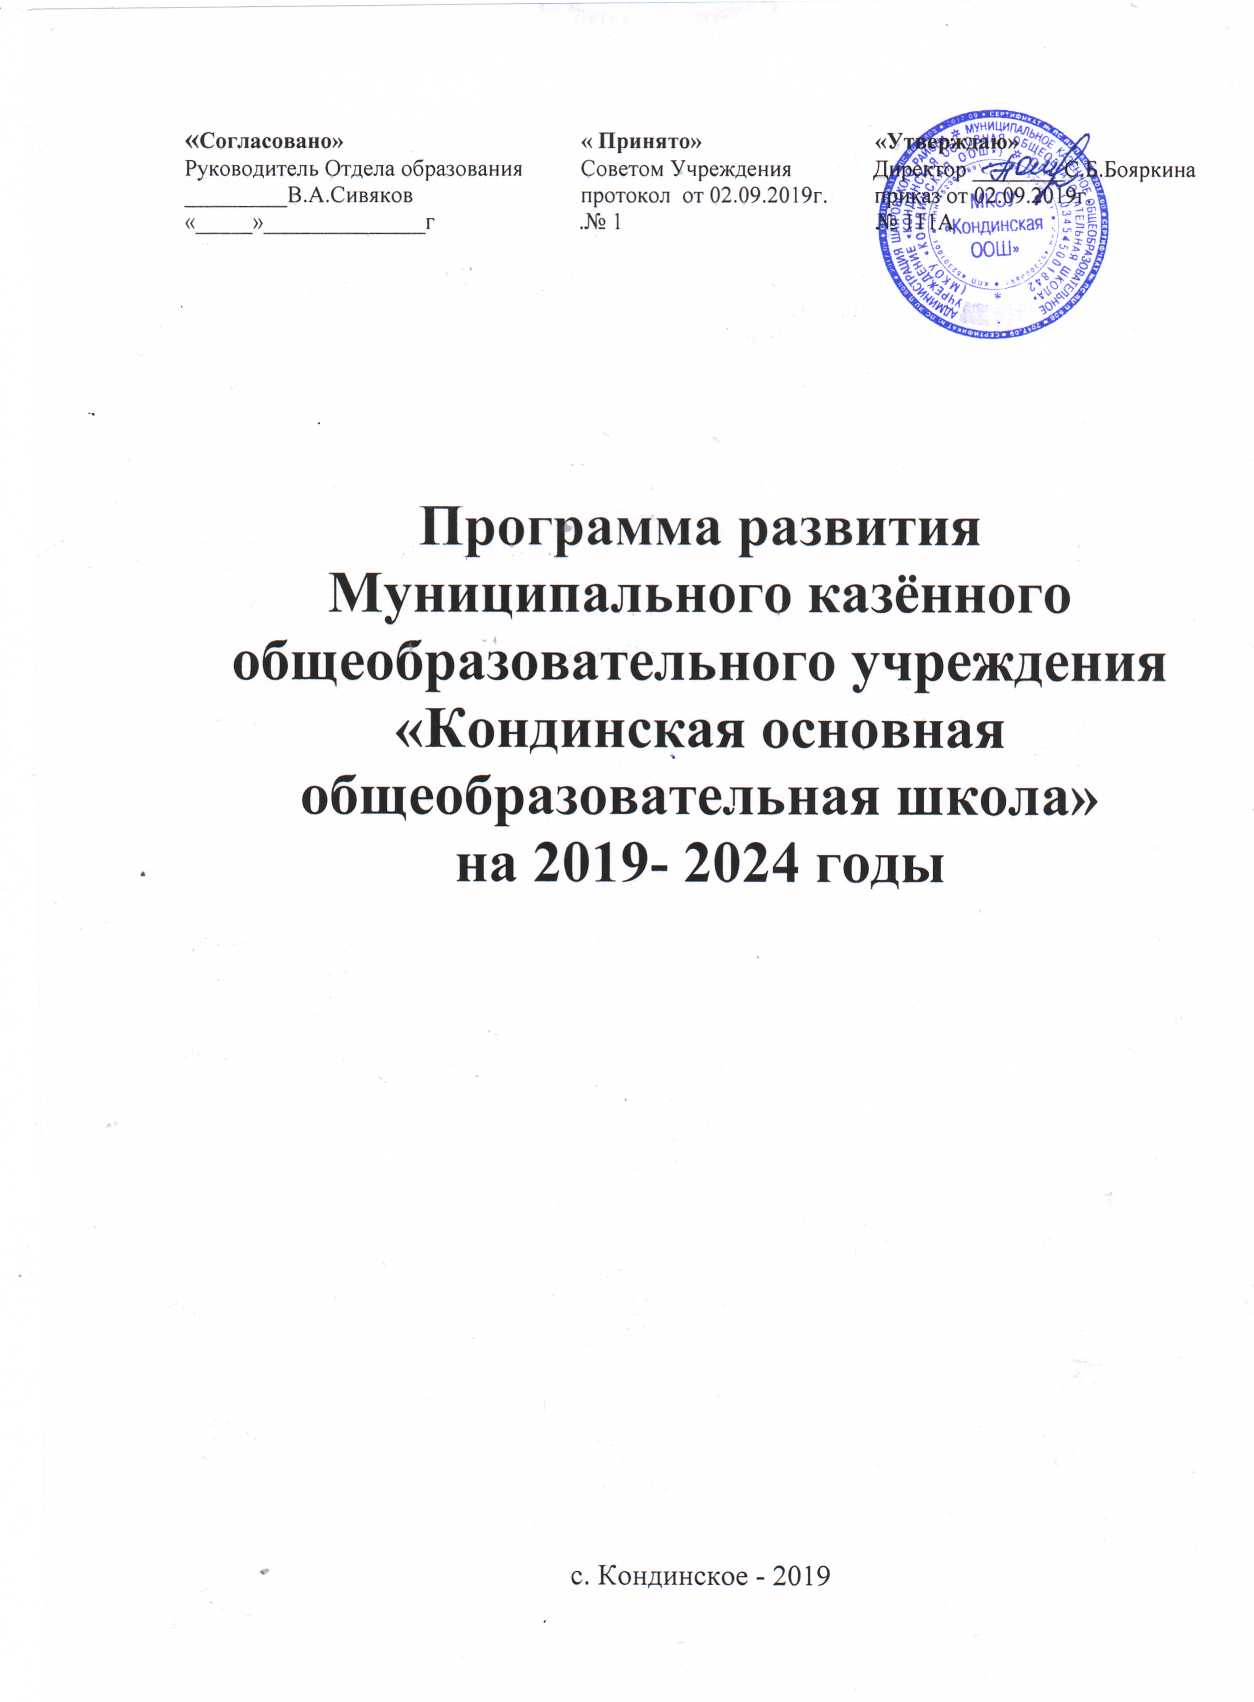 «Согласовано»
Руководитель Отдела образования
_________В.А.Сивяков
«_____»______________г
« Принято»
Советом Учреждения
протокол от 02.09.2019г.
.№ 1
«Утверждаю»
Директор ________С.Б.Бояркина
приказ от 02.09.2019г.
№ 111А
МКОУ
«Кондинская
ООШ»
Программа развития
Муниципального казённого
общеобразовательного учреждения
«Кондинская основная
общеобразовательная школа»
на 2019- 2024 годы
с. Кондинское - 2019